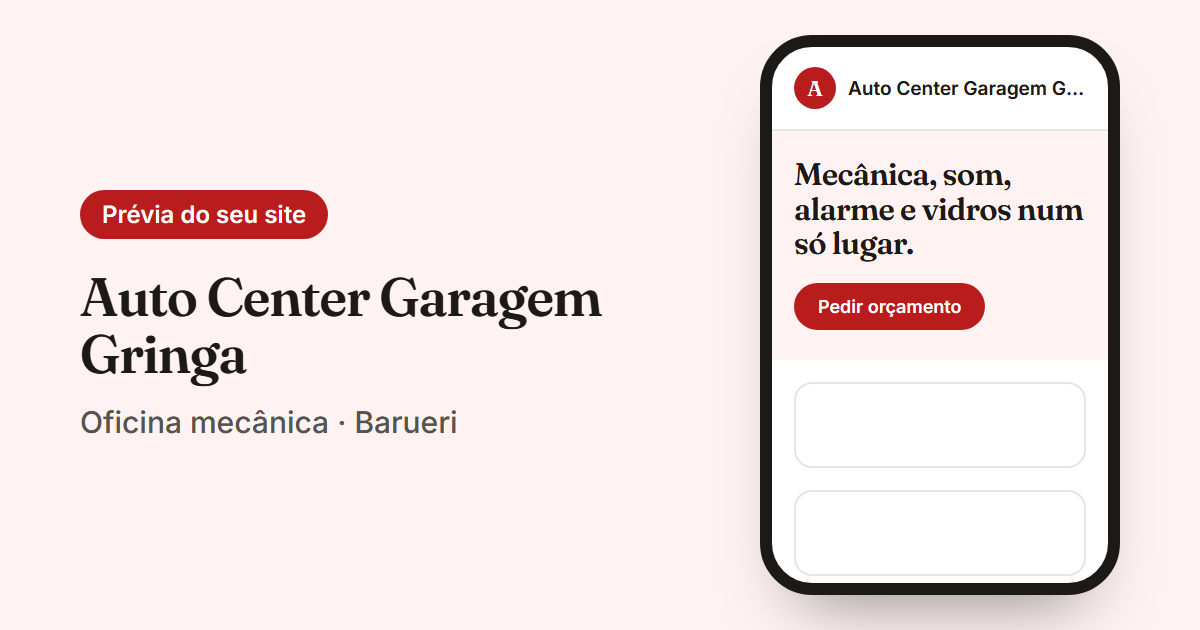 Prévia do seu site
Auto Center Garagem
Gringa
Oficina mecânica · Barueri
A
Auto Center Garagem G...
Mecânica, som,
alarme e vidros num
só lugar.
Pedir orçamento